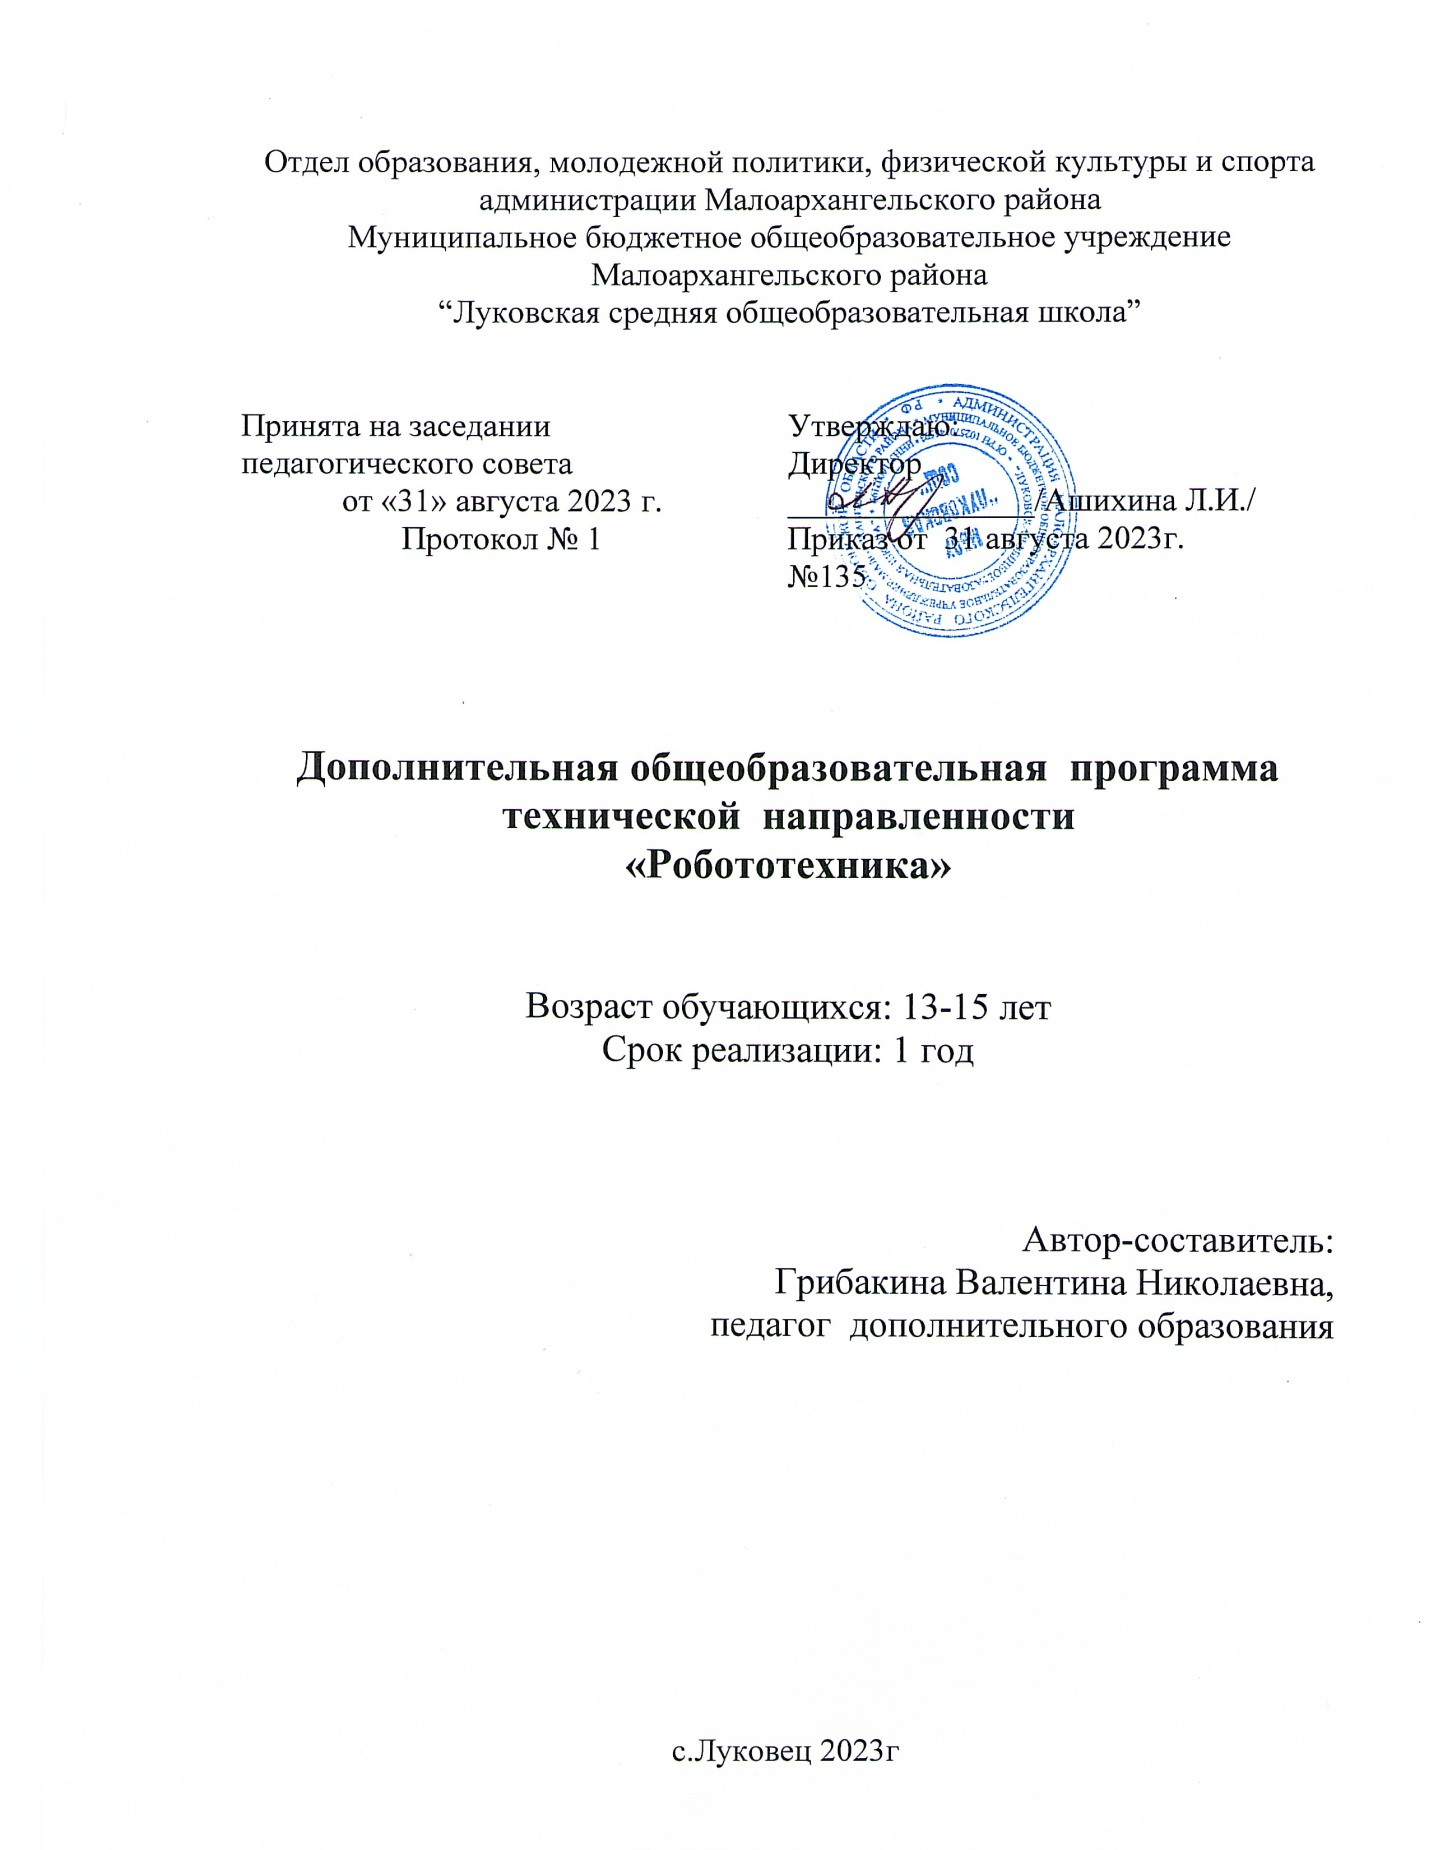 Отдел образования, молодежной политики, физической культуры и спорта
администрации Малоархангельского района
Муниципальное бюджетное общеобразовательное учреждение
Малоархангельского района
“Луковская средняя общеобразовательная школа”
Принята на заседании
педагогического совета
от «31» августа 2023 г.
Протокол № 1
Утверждаю:
Директор
/Ашихина Л.И./
Приказ от 31 августа 2023г.
№135
Дополнительная общеобразовательная программа
технической направленности
«Робототехника»
Возраст обучающихся: 13-15 лет
Срок реализации: 1 год
Автор-составитель:
Грибакина Валентина Николаевна,
педагог дополнительного образования
с.Луковец 2023г